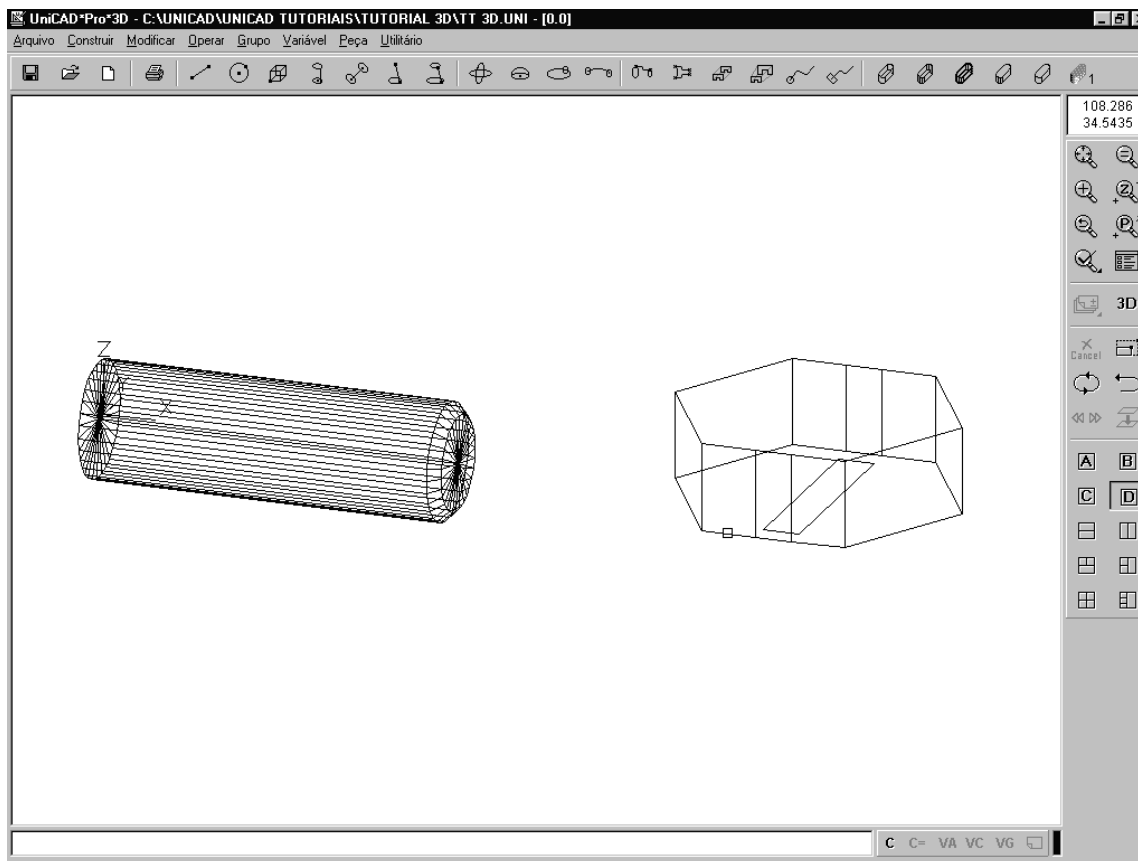 UniCAD*Pro*3D - C:\UNICAD\UNICAD TUTORIAIS\TUTORIAL 3D\TT 3D.UNI - [0.0]
Arquivo Construir Modificar Operar Grupo Variável Peça Utilitário
1
108.286
34.5435
Z
P
3D
Cancel
A B
C D
Z
X
C C= VA VC VG